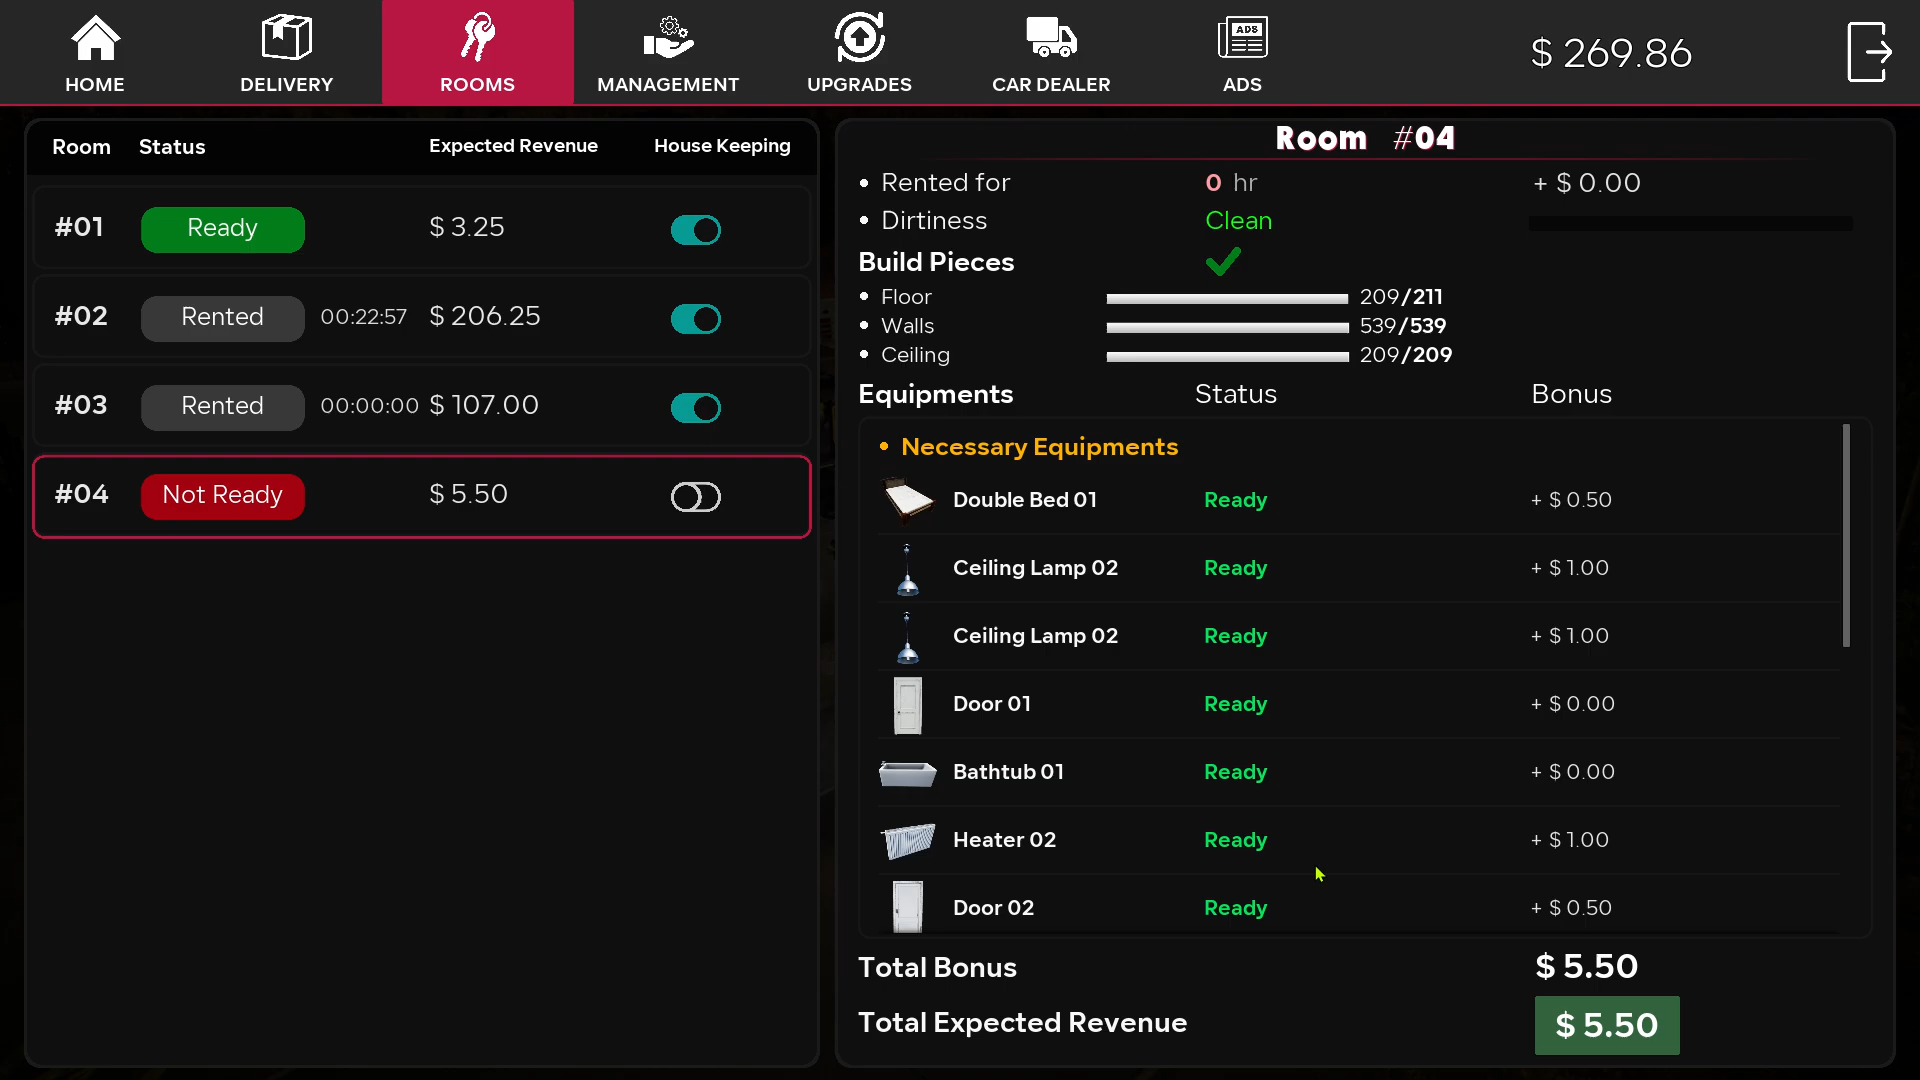 HOME
DELIVERY
ROOMS
MANAGEMENT
UPGRADES
CAR DEALER
ADS
ADS
$ 269.86
Room Status Expected Revenue House Keeping
#01 Ready $ 3.25
#02 Rented 00:22:57 $ 206.25
#03 Rented 00:00:00 $ 107.00
#04 Not Ready $ 5.50
Room #04
• Rented for 0 hr + $ 0.00
• Dirtiness Clean
Build Pieces
• Floor 209/211
• Walls 539/539
• Ceiling 209/209
Equipments Status Bonus
• Necessary Equipments
Double Bed 01 Ready + $ 0.50
Ceiling Lamp 02 Ready + $ 1.00
Ceiling Lamp 02 Ready + $ 1.00
Door 01 Ready + $ 0.00
Bathtub 01 Ready + $ 0.00
Heater 02 Ready + $ 1.00
Door 02 Ready + $ 0.50
Total Bonus $ 5.50
Total Expected Revenue $ 5.50